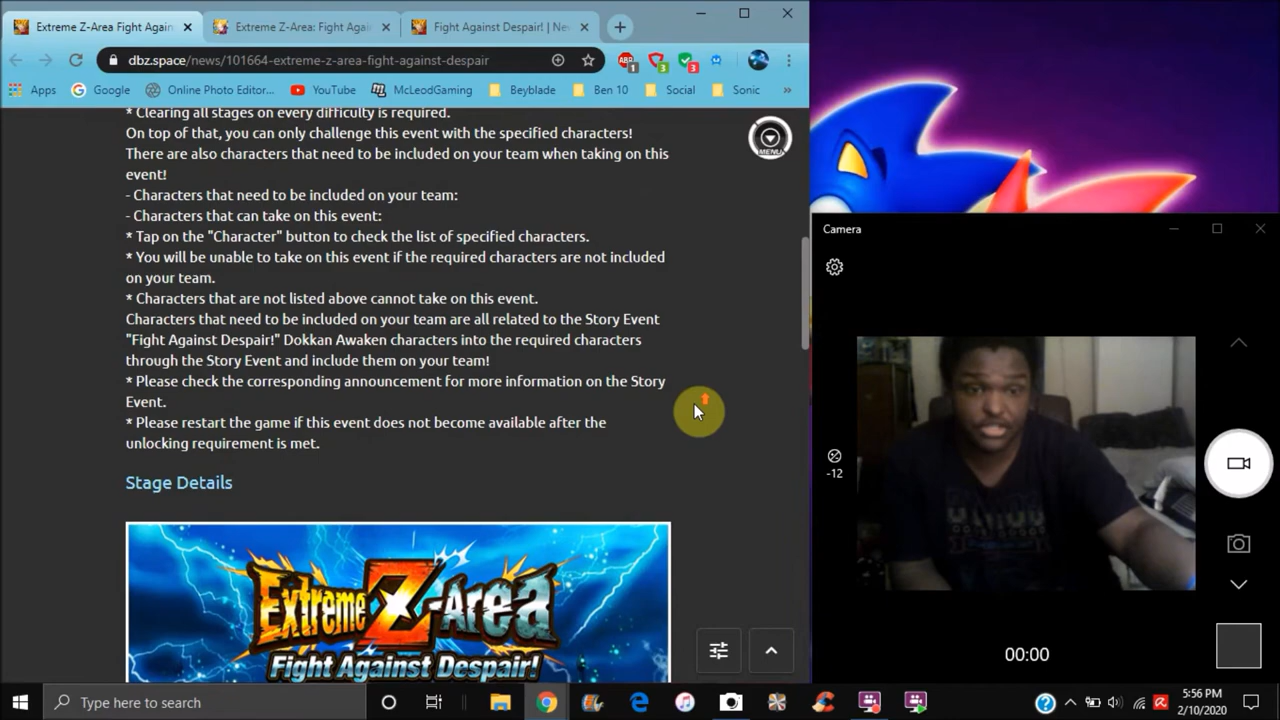 Extreme Z-Area Fight Again
Extreme Z-Area: Fight Agai
Fight Against Despair! | Ne
dbz.space/news/101664-extreme-z-area-fight-against-despair
ABP
1
3
3
Apps
Google
Online Photo Editor...
YouTube
McLeodGaming
Beyblade
Ben 10
Social
Sonic
»
* Clearing all stages on every difficulty is required.
On top of that, you can only challenge this event with the specified characters!
There are also characters that need to be included on your team when taking on this
event!
- Characters that need to be included on your team:
- Characters that can take on this event:
* Tap on the "Character" button to check the list of specified characters.
* You will be unable to take on this event if the required characters are not included
on your team.
* Characters that are not listed above cannot take on this event.
Characters that need to be included on your team are all related to the Story Event
"Fight Against Despair!" Dokkan Awaken characters into the required characters
through the Story Event and include them on your team!
* Please check the corresponding announcement for more information on the Story
Event.
* Please restart the game if this event does not become available after the
unlocking requirement is met.
MENU
Stage Details
Extreme Z-Area
Fight Against Despair!
Camera
-12
00:00
Type here to search
5:56 PM
2/10/2020